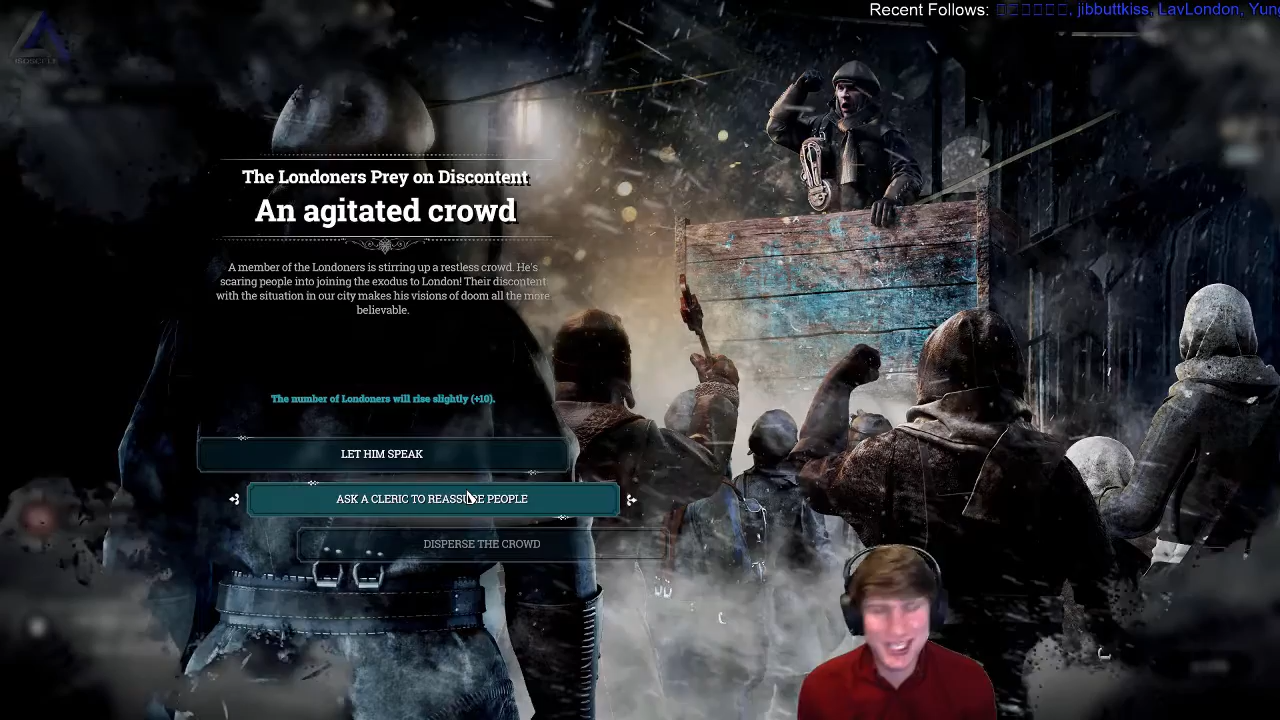 Recent Follows: □□□□□□, jibbuttkiss, LavLondon, Yun
The Londoners Prey on Discontent
An agitated crowd
A member of the Londoners is stirring up a restless crowd. He's
scaring people into joining the exodus to London! Their discontent
with the situation in our city makes his visions of doom all the more
believable.
The number of Londoners will rise slightly (+10).
LET HIM SPEAK
ASK A CLERIC TO REASSURE PEOPLE
DISPERSE THE CROWD